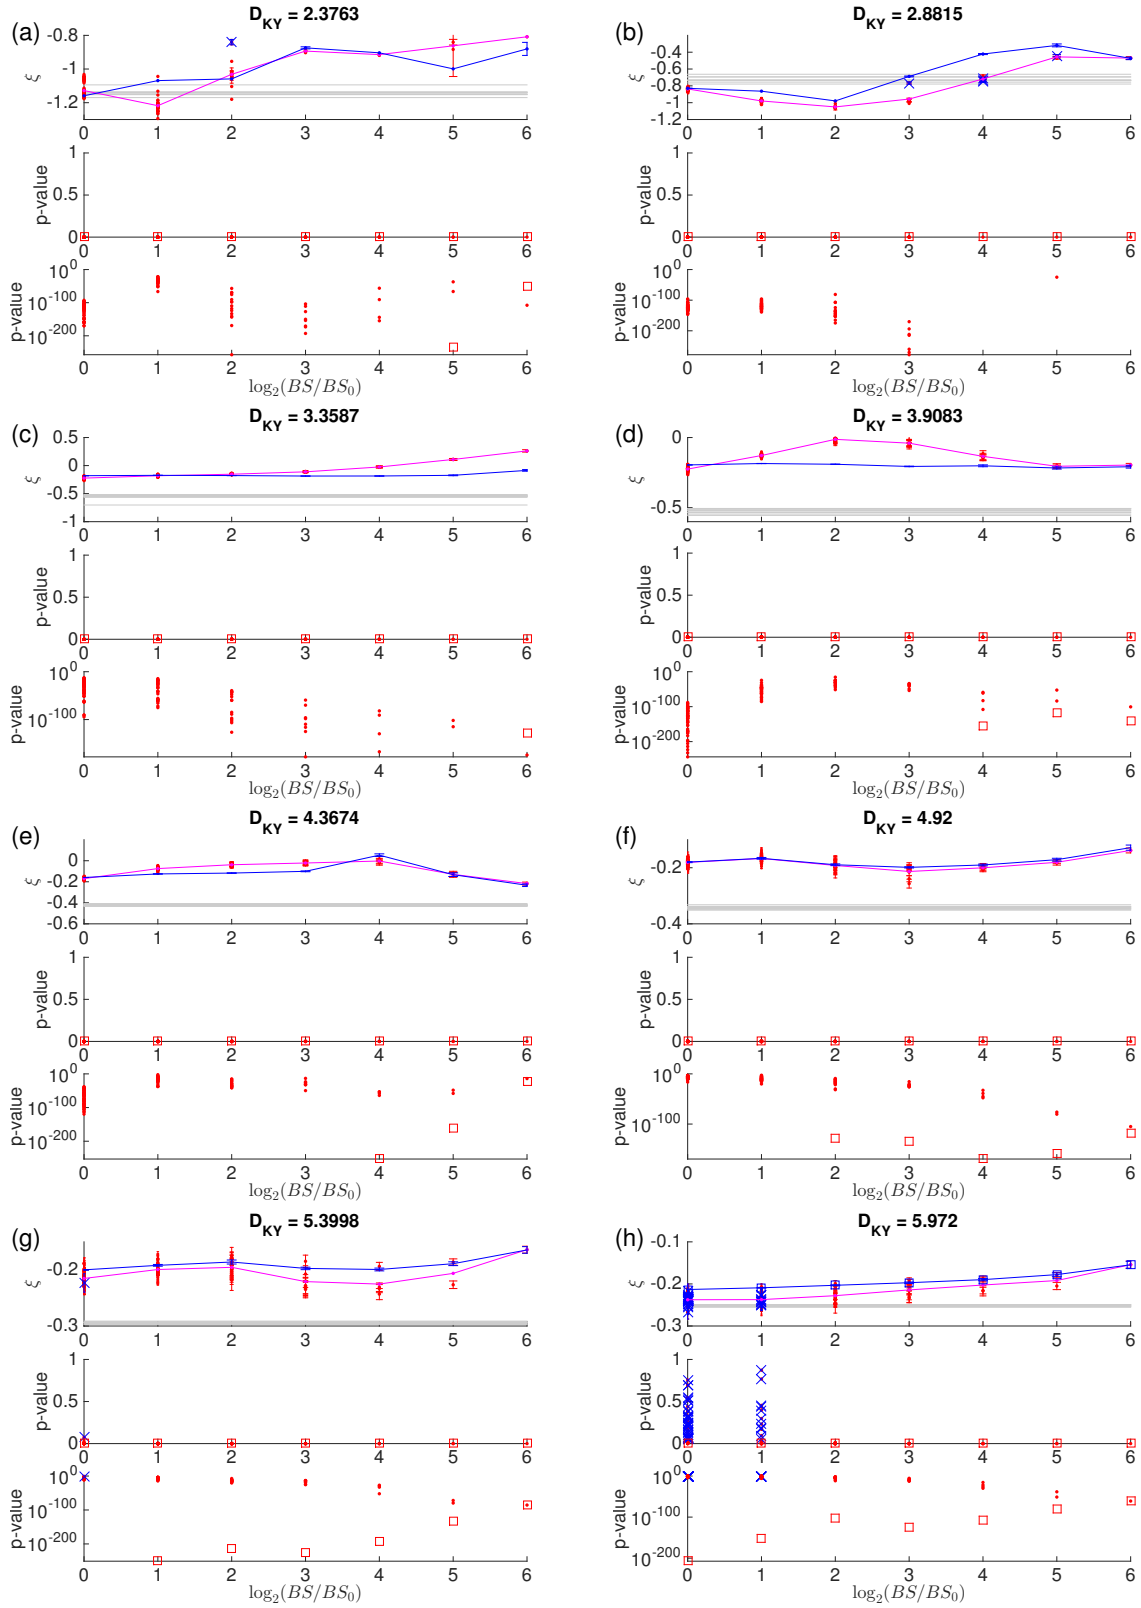 (a) D_KY = 2.3763
-0.8
-1
-1.2
ξ
0 1 2 3 4 5 6
1
0.5
0
p-value
0 1 2 3 4 5 6
10^0
10^-100
10^-200
p-value
0 1 2 3 4 5 6
log_2(BS/BS_0)
(b) D_KY = 2.8815
-0.4
-0.6
-0.8
-1
-1.2
ξ
0 1 2 3 4 5 6
1
0.5
0
p-value
0 1 2 3 4 5 6
10^0
10^-100
10^-200
p-value
0 1 2 3 4 5 6
log_2(BS/BS_0)
(c) D_KY = 3.3587
0.5
0
-0.5
-1
ξ
0 1 2 3 4 5 6
1
0.5
0
p-value
0 1 2 3 4 5 6
10^0
10^-100
p-value
0 1 2 3 4 5 6
log_2(BS/BS_0)
(d) D_KY = 3.9083
0
-0.5
ξ
0 1 2 3 4 5 6
1
0.5
0
p-value
0 1 2 3 4 5 6
10^0
10^-100
10^-200
p-value
0 1 2 3 4 5 6
log_2(BS/BS_0)
(e) D_KY = 4.3674
0
-0.2
-0.4
-0.6
ξ
0 1 2 3 4 5 6
1
0.5
0
p-value
0 1 2 3 4 5 6
10^0
10^-100
10^-200
p-value
0 1 2 3 4 5 6
log_2(BS/BS_0)
(f) D_KY = 4.92
-0.2
-0.4
ξ
0 1 2 3 4 5 6
1
0.5
0
p-value
0 1 2 3 4 5 6
10^0
10^-100
p-value
0 1 2 3 4 5 6
log_2(BS/BS_0)
(g) D_KY = 5.3998
-0.2
-0.3
ξ
0 1 2 3 4 5 6
1
0.5
0
p-value
0 1 2 3 4 5 6
10^0
10^-100
10^-200
p-value
0 1 2 3 4 5 6
log_2(BS/BS_0)
(h) D_KY = 5.972
-0.1
-0.2
-0.3
ξ
0 1 2 3 4 5 6
1
0.5
0
p-value
0 1 2 3 4 5 6
10^0
10^-100
10^-200
p-value
0 1 2 3 4 5 6
log_2(BS/BS_0)